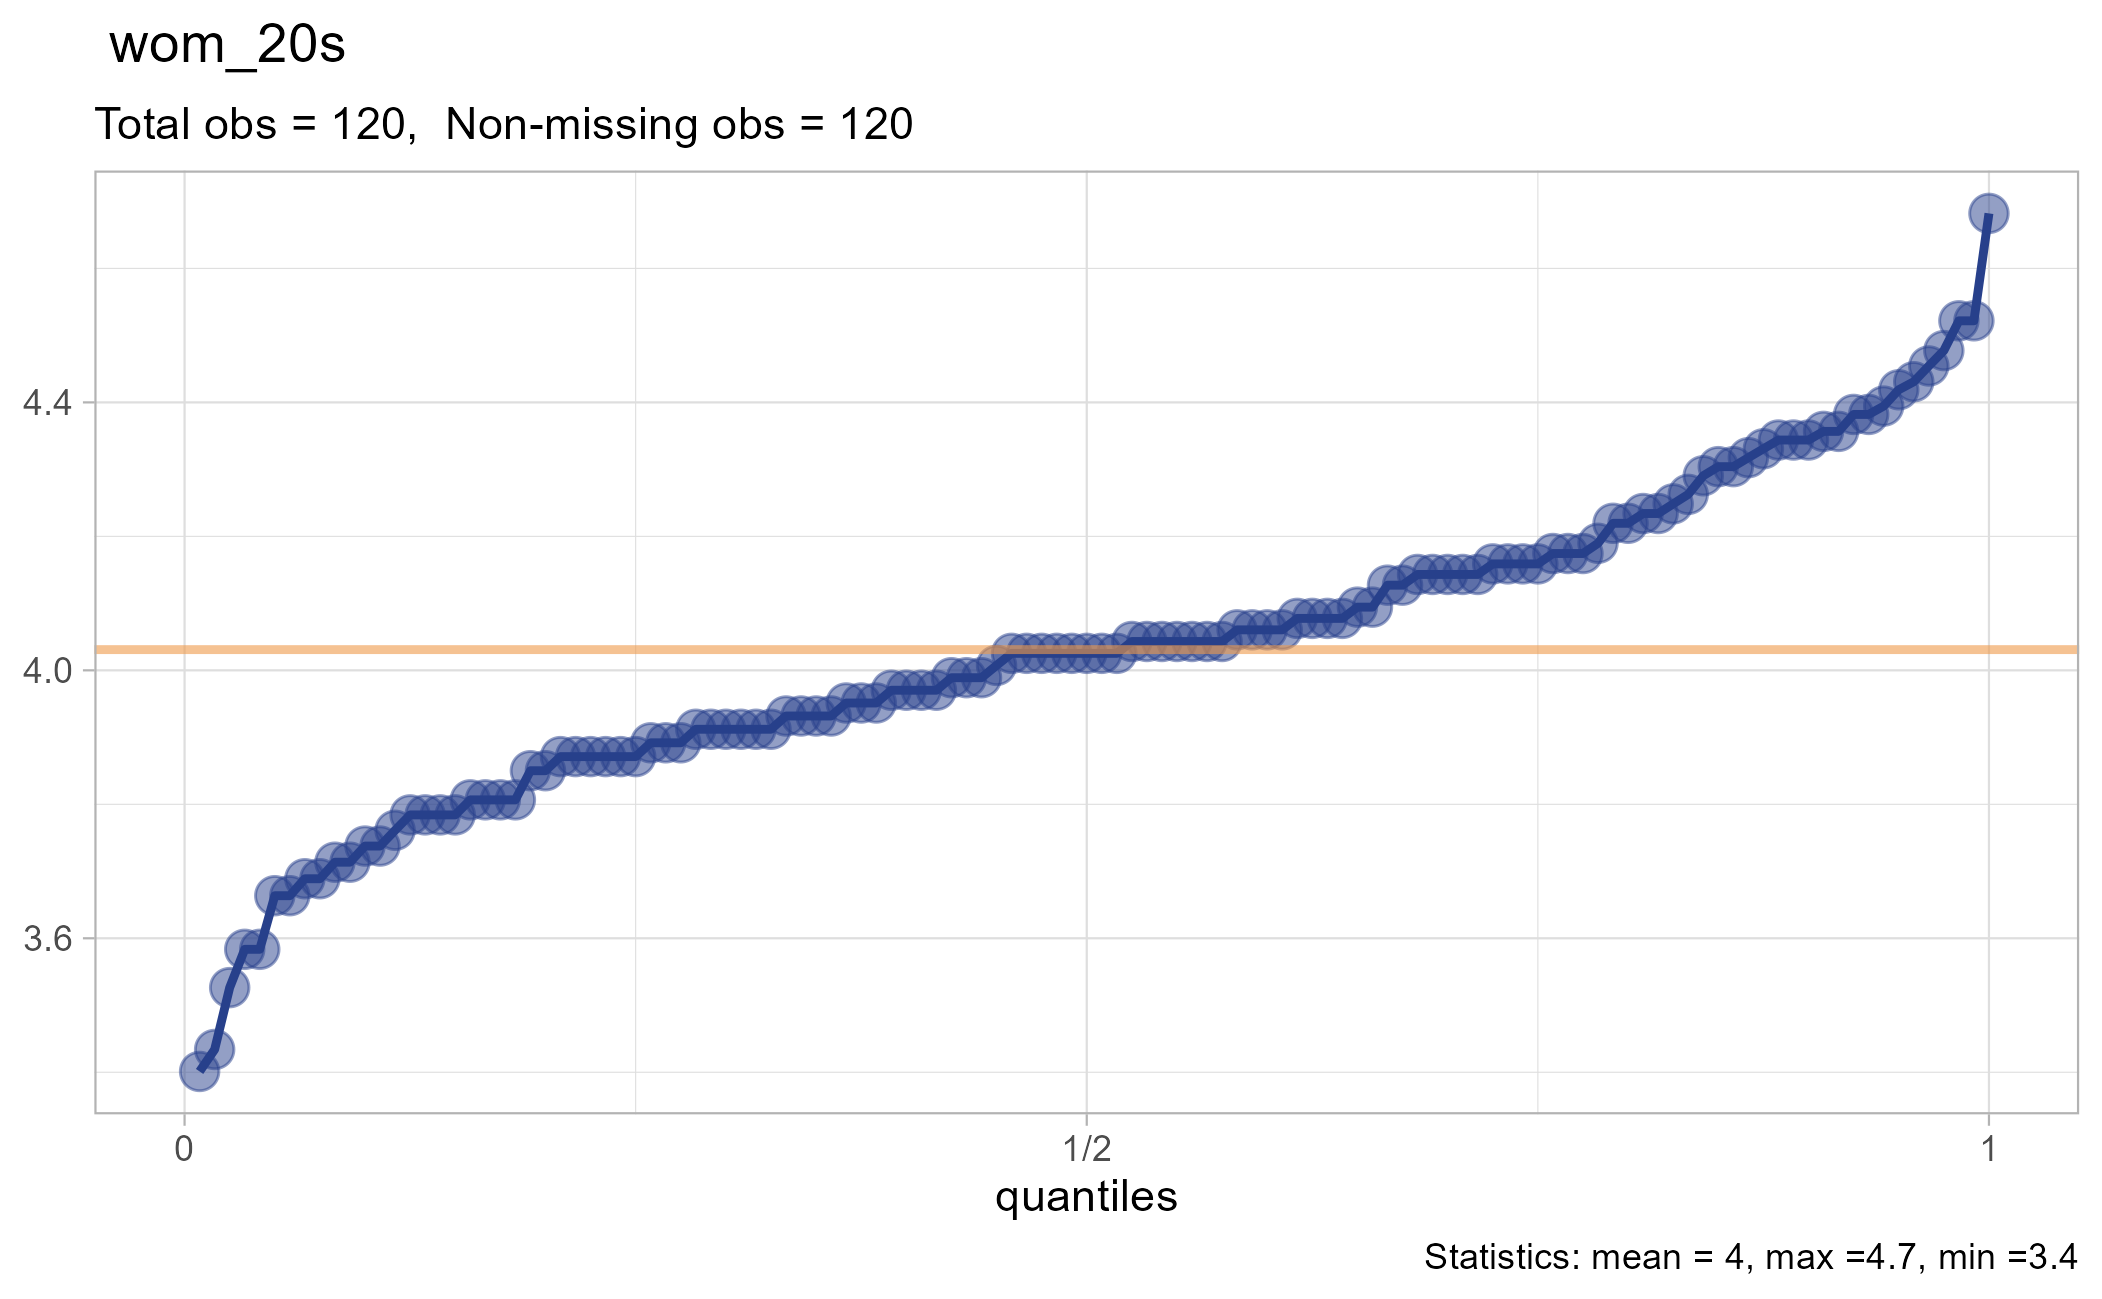 wom_20s
Total obs = 120,  Non-missing obs = 120
4.4
4.0
3.6
0
1/2
1
quantiles
Statistics: mean = 4, max =4.7, min =3.4